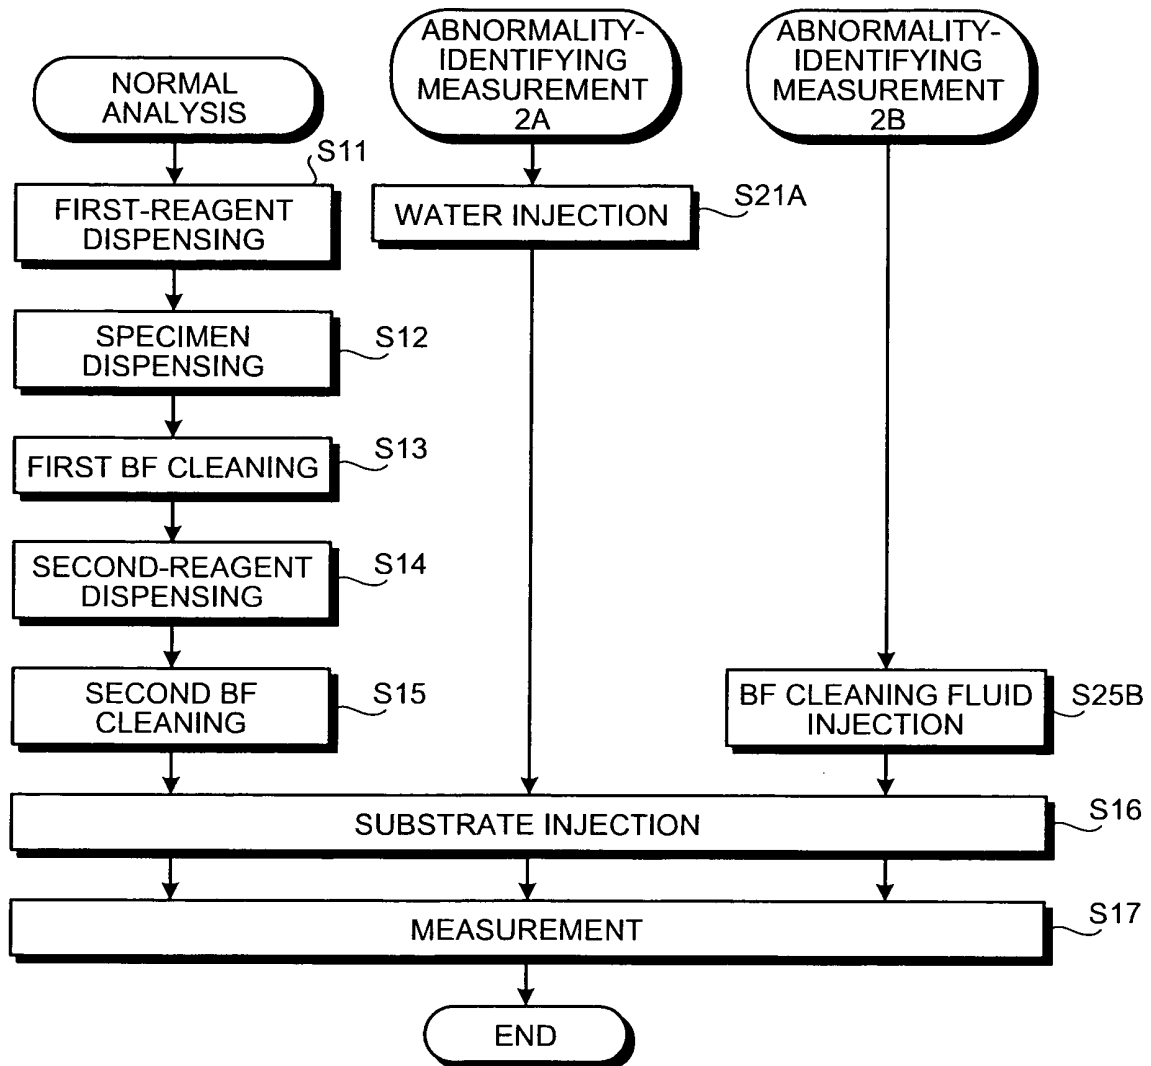 NORMAL
ANALYSIS
ABNORMALITY-
IDENTIFYING
MEASUREMENT
2A
ABNORMALITY-
IDENTIFYING
MEASUREMENT
2B
S11
FIRST-REAGENT
DISPENSING
WATER INJECTION
S21A
SPECIMEN
DISPENSING
S12
FIRST BF CLEANING
S13
SECOND-REAGENT
DISPENSING
S14
SECOND BF
CLEANING
S15
BF CLEANING FLUID
INJECTION
S25B
SUBSTRATE INJECTION
S16
MEASUREMENT
S17
END